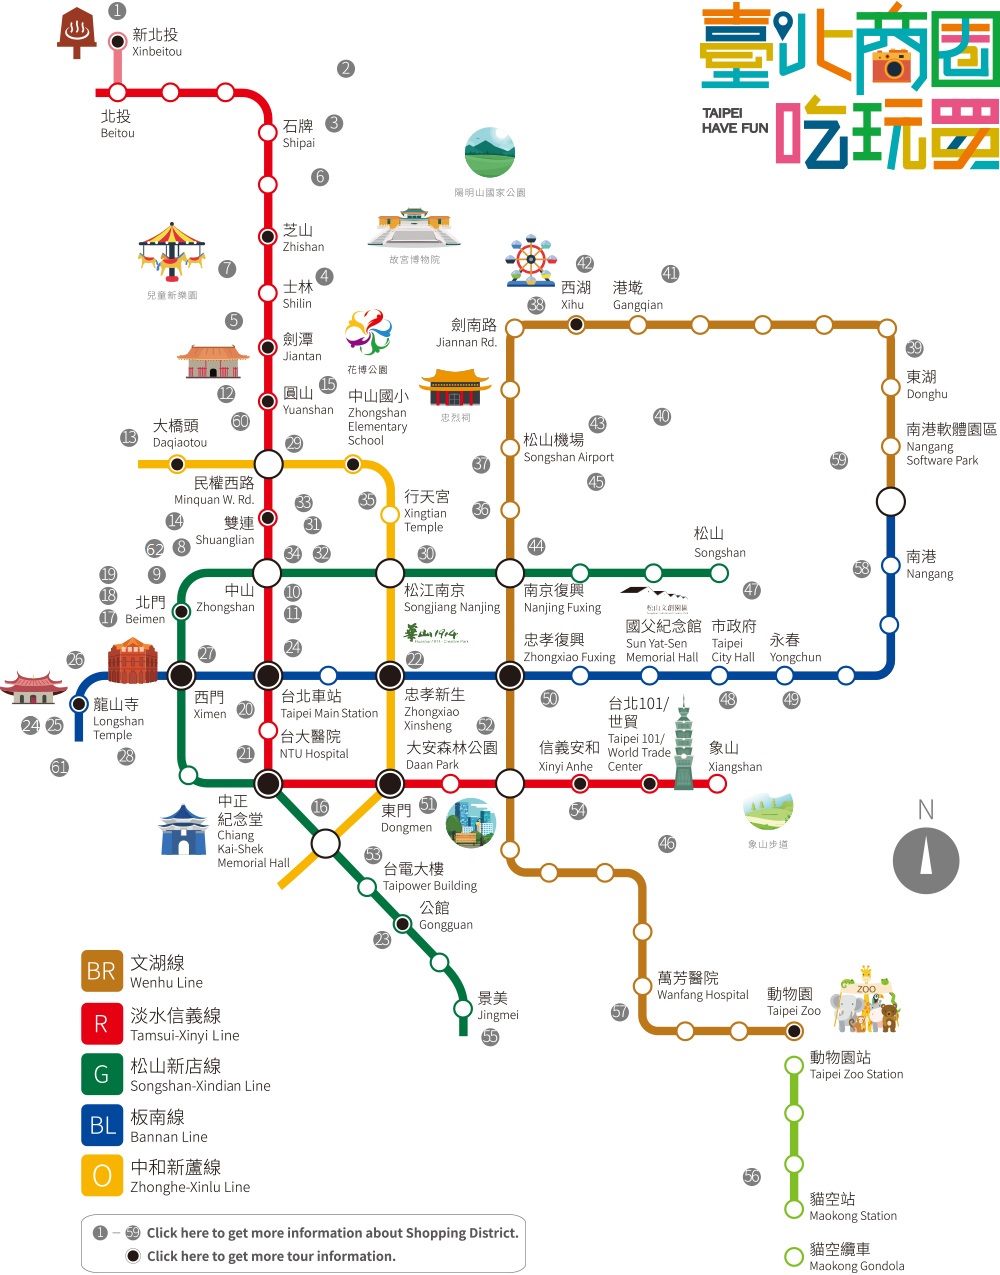 臺北商圈
吃玩買
TAIPEI
HAVE FUN
1
新北投
Xinbeitou
北投
Beitou
2
石牌
Shipai
3
6
陽明山國家公園
芝山
Zhishan
故宮博物院
兒童新樂園
7
士林
Shilin
4
5
劍潭
Jiantan
花博公園
12
圓山
Yuanshan
15
60
中山國小
Zhongshan
Elementary
School
忠烈祠
42
41
西湖
Xihu
港墘
Gangqian
38
劍南路
Jiannan Rd.
39
東湖
Donghu
南港軟體園區
Nangang
Software Park
13
大橋頭
Daqiaotou
29
民權西路
Minquan W. Rd.
松山機場
Songshan Airport
43
40
59
37
45
33
35
行天宮
Xingtian
Temple
36
14
雙連
Shuanglian
31
62
8
34
32
30
44
松山
Songshan
58
南港
Nangang
19
9
18
17
中山
Zhongshan
10
11
松江南京
Songjiang Nanjing
南京復興
Nanjing Fuxing
47
松山文創園區
北門
Beimen
華山1914
24
忠孝復興
Zhongxiao Fuxing
國父紀念館
Sun Yat-Sen
Memorial Hall
市政府
Taipei
City Hall
永春
Yongchun
26
27
22
龍山寺
Longshan
Temple
24
25
28
61
西門
Ximen
20
台北車站
Taipei Main Station
忠孝新生
Zhongxiao
Xinsheng
50
48
49
台大醫院
NTU Hospital
21
52
大安森林公園
Daan Park
信義安和
Xinyi Anhe
台北101/
世貿
Taipei 101/
World Trade
Center
象山
Xiangshan
中正
紀念堂
Chiang
Kai-Shek
Memorial Hall
16
東門
Dongmen
51
54
46
象山步道
N
53
台電大樓
Taipower Building
公館
Gongguan
23
景美
Jingmei
55
萬芳醫院
Wanfang Hospital
57
動物園
Taipei Zoo
ZOO
動物園站
Taipei Zoo Station
56
貓空站
Maokong Station
貓空纜車
Maokong Gondola
BR
文湖線
Wenhu Line
R
淡水信義線
Tamsui-Xinyi Line
G
松山新店線
Songshan-Xindian Line
BL
板南線
Bannan Line
O
中和新蘆線
Zhonghe-Xinlu Line
1 – 59 Click here to get more information about Shopping District.
Click here to get more tour information.